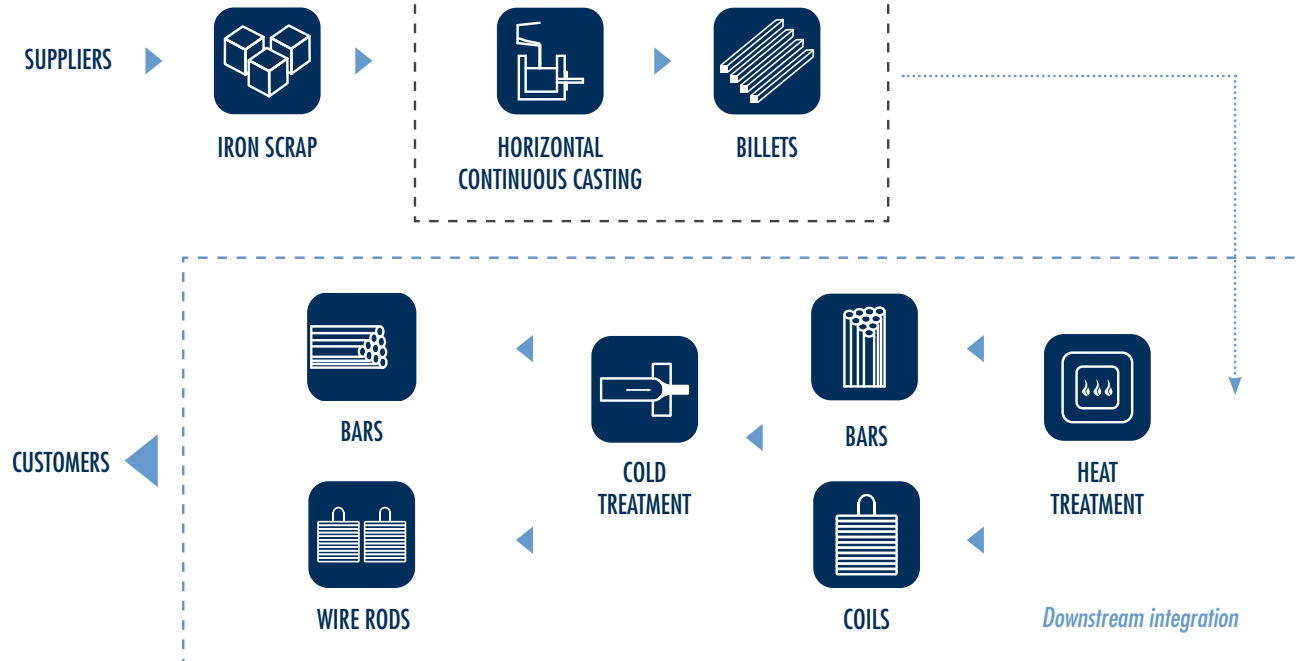 SUPPLIERS
IRON SCRAP
HORIZONTAL
CONTINUOUS CASTING
BILLETS
BARS
COLD
TREATMENT
BARS
HEAT
TREATMENT
CUSTOMERS
WIRE RODS
COILS
Downstream integration